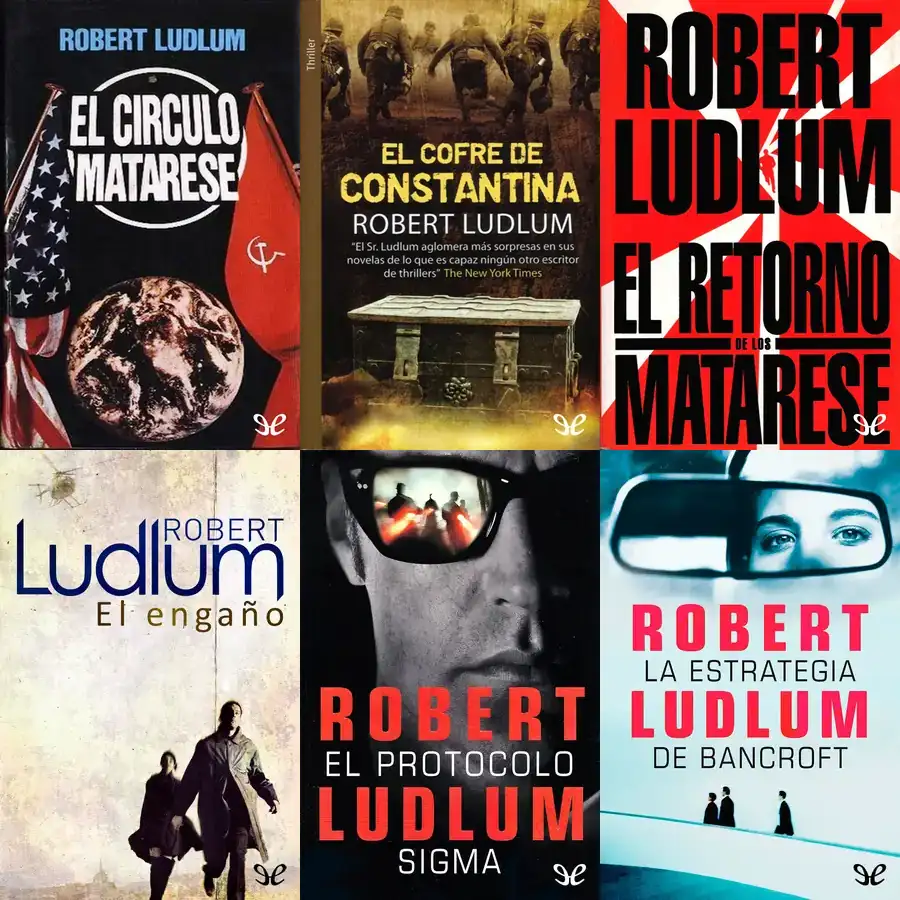 ROBERT LUDLUM
EL CIRCULO
MATARESE
Thriller
EL COFRE DE
CONSTANTINA
ROBERT LUDLUM
"El Sr. Ludlum aglomera más sorpresas en sus
novelas de lo que es capaz ningún otro escritor
de thrillers" The New York Times
ROBERT
LUDLUM
EL RETORNO
DE LOS
MATARESE
ROBERT
Ludlum
El engaño
ROBERT
EL PROTOCOLO
LUDLUM
SIGMA
ROBERT
LA ESTRATEGIA
LUDLUM
DE BANCROFT